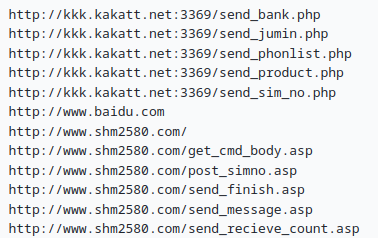 http://kkk.kakatt.net:3369/send_bank.php
http://kkk.kakatt.net:3369/send_jumin.php
http://kkk.kakatt.net:3369/send_phonlist.php
http://kkk.kakatt.net:3369/send_product.php
http://kkk.kakatt.net:3369/send_sim_no.php
http://www.baidu.com
http://www.shm2580.com/
http://www.shm2580.com/get_cmd_body.asp
http://www.shm2580.com/post_simno.asp
http://www.shm2580.com/send_finish.asp
http://www.shm2580.com/send_message.asp
http://www.shm2580.com/send_recieve_count.asp